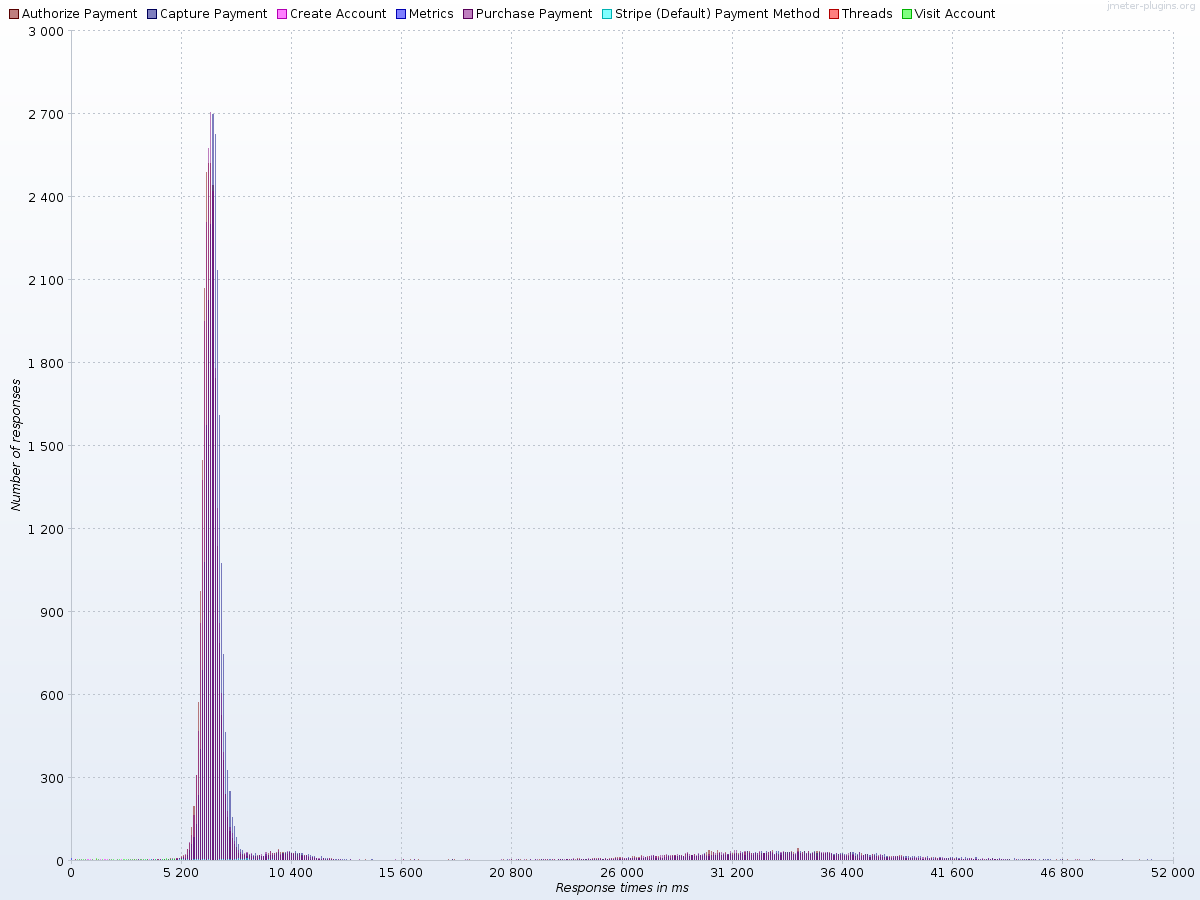 Authorize Payment Capture Payment Create Account Metrics Purchase Payment Stripe (Default) Payment Method Threads Visit Account
jmeter-plugins.org
3 000
2 700
2 400
2 100
1 800
1 500
1 200
900
600
300
0
Number of responses
0 5 200 10 400 15 600 20 800 26 000 31 200 36 400 41 600 46 800 52 000
Response times in ms